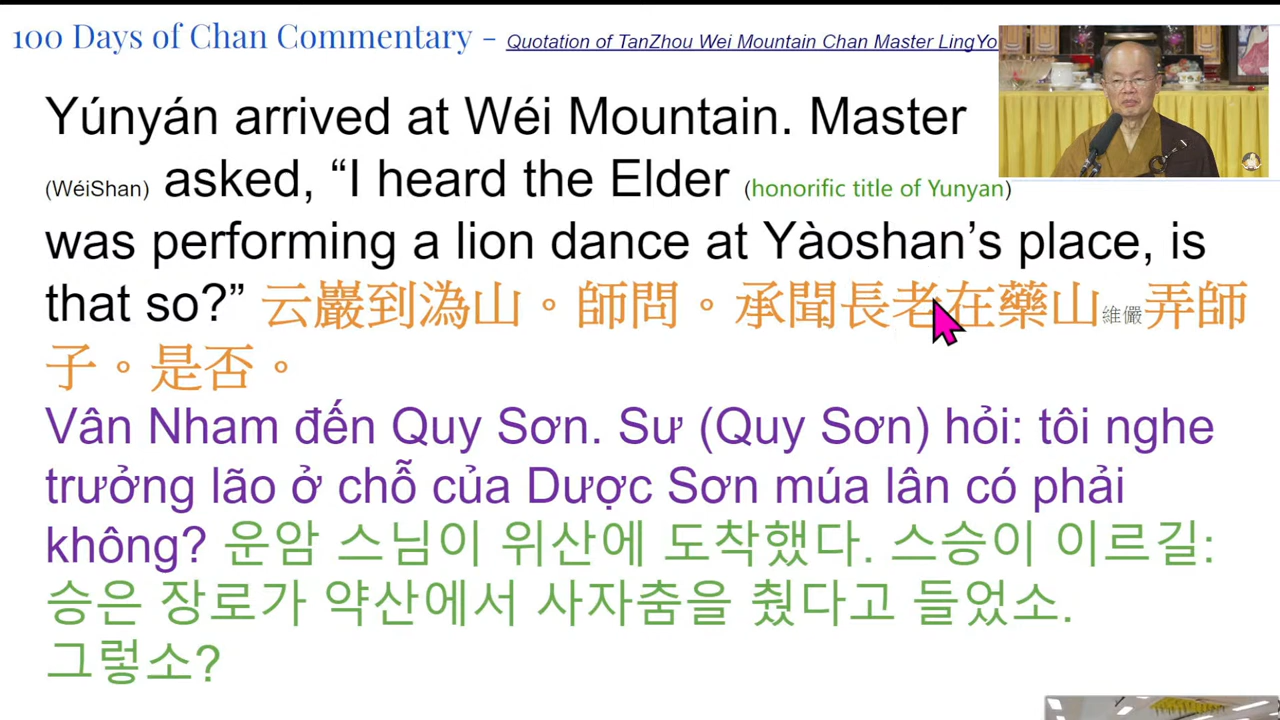 100 Days of Chan Commentary - Quotation of TanZhou Wei Mountain Chan Master LingYo
Yúnyán arrived at Wéi Mountain. Master
(WéiShan) asked, “I heard the Elder (honorific title of Yunyan)
was performing a lion dance at Yàoshan’s place, is
that so?” 云巖到溈山。師問。承聞長老在藥山維儼弄師
子。是否。
Vân Nham đến Quy Sơn. Sư (Quy Sơn) hỏi: tôi nghe
trưởng lão ở chỗ của Dược Sơn múa lân có phải
không? 운암 스님이 위산에 도착했다. 스승이 이르길:
승은 장로가 약산에서 사자춤을 췄다고 들었소.
그렇소?